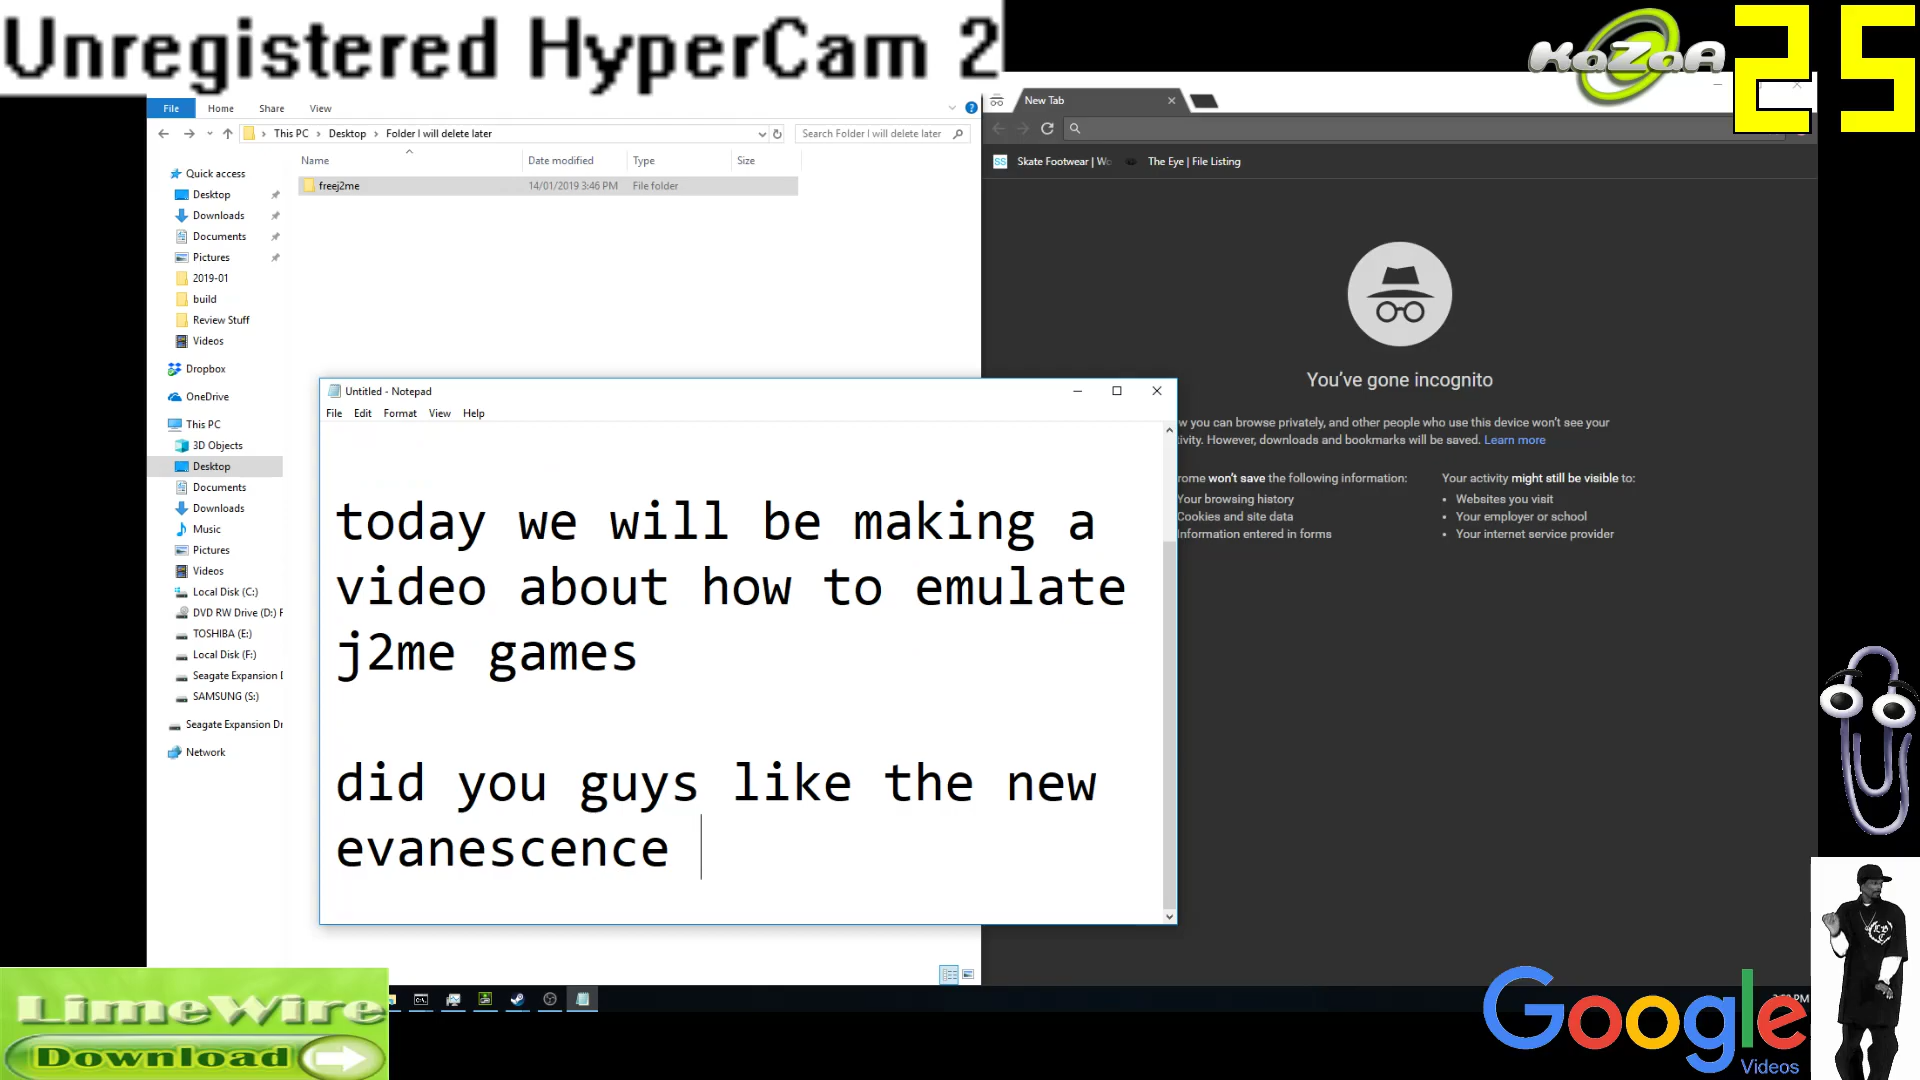 Unregistered HyperCam 2
KaZaA
25
File Home Share View
This PC Desktop Folder I will delete later
Search Folder I will delete later
Name Date modified Type Size
freej2me 14/01/2019 3:46 PM File folder
Quick access
Desktop
Downloads
Documents
Pictures
2019-01
build
Review Stuff
Videos
Dropbox
OneDrive
This PC
3D Objects
Desktop
Documents
Downloads
Music
Pictures
Videos
Local Disk (C:)
DVD RW Drive (D:) F
TOSHIBA (E:)
Local Disk (F:)
Seagate Expansion D
SAMSUNG (S:)
Seagate Expansion Dr
Network
New Tab
SS Skate Footwear | Wo
The Eye | File Listing
You've gone incognito
w you can browse privately, and other people who use this device won't see your
tivity. However, downloads and bookmarks will be saved. Learn more
rome won't save the following information:
Your browsing history
Cookies and site data
Information entered in forms
Your activity might still be visible to:
Websites you visit
Your employer or school
Your internet service provider
Untitled - Notepad
File Edit Format View Help
today we will be making a
video about how to emulate
j2me games
did you guys like the new
evanescence
LimeWire
Download
Google
Videos